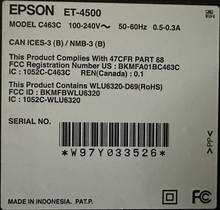 EPSON ET-4500
MODEL C463C 100-240V~ 50-60Hz 0.5-0.3A
CAN ICES-3 (B) / NMB-3 (B)
This Product Complies With 47CFR PART 68
FCC Registration Number US : BKMFA01BC463C
IC : 1052C-C463C REN(Canada) : 0.1
This Product Contains WLU6320-D69(RoHS)
FCC ID : BKMFBWLU6320
IC : 1052C-WLU6320
SERIAL NO.
*W97Y033526*
FC
MADE IN INDONESIA. PAT.P.